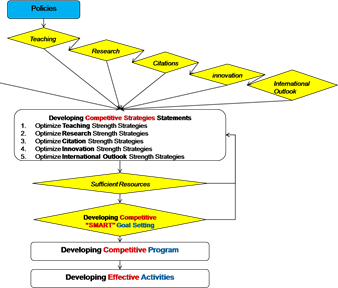 Policies
Teaching
Research
Citations
innovation
International
Outlook
Developing Competitive Strategies Statements
1. Optimize Teaching Strength Strategies
2. Optimize Research Strength Strategies
3. Optimize Citation Strength Strategies
4. Optimize Innovation Strength Strategies
5. Optimize International Outlook Strength Strategies
Sufficient Resources
Developing Competitive
"SMART" Goal Setting
Developing Competitive Program
Developing Effective Activities